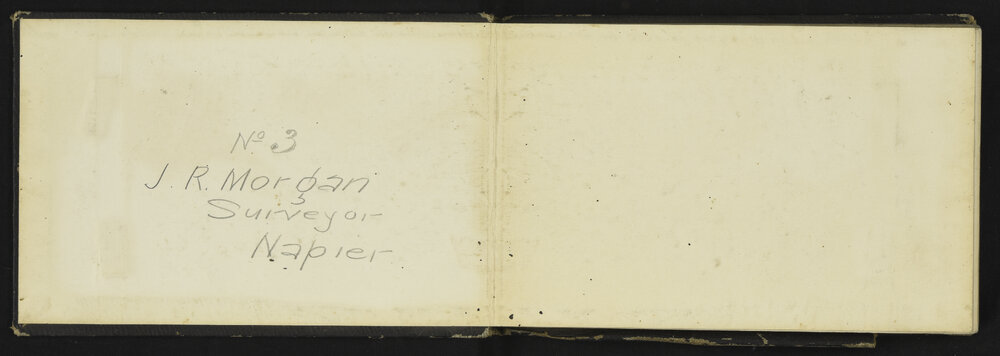 Nº 3
J. R. Morgan
Surveyor
Napier